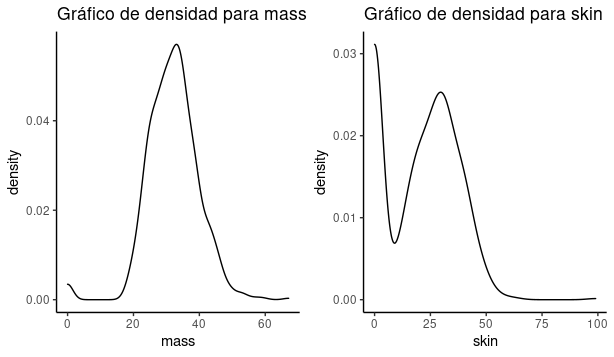 Gráfico de densidad para mass
0.04
0.02
0.00
density
0
20
40
60
mass
Gráfico de densidad para skin
0.03
0.02
0.01
0.00
density
0
25
50
75
100
skin